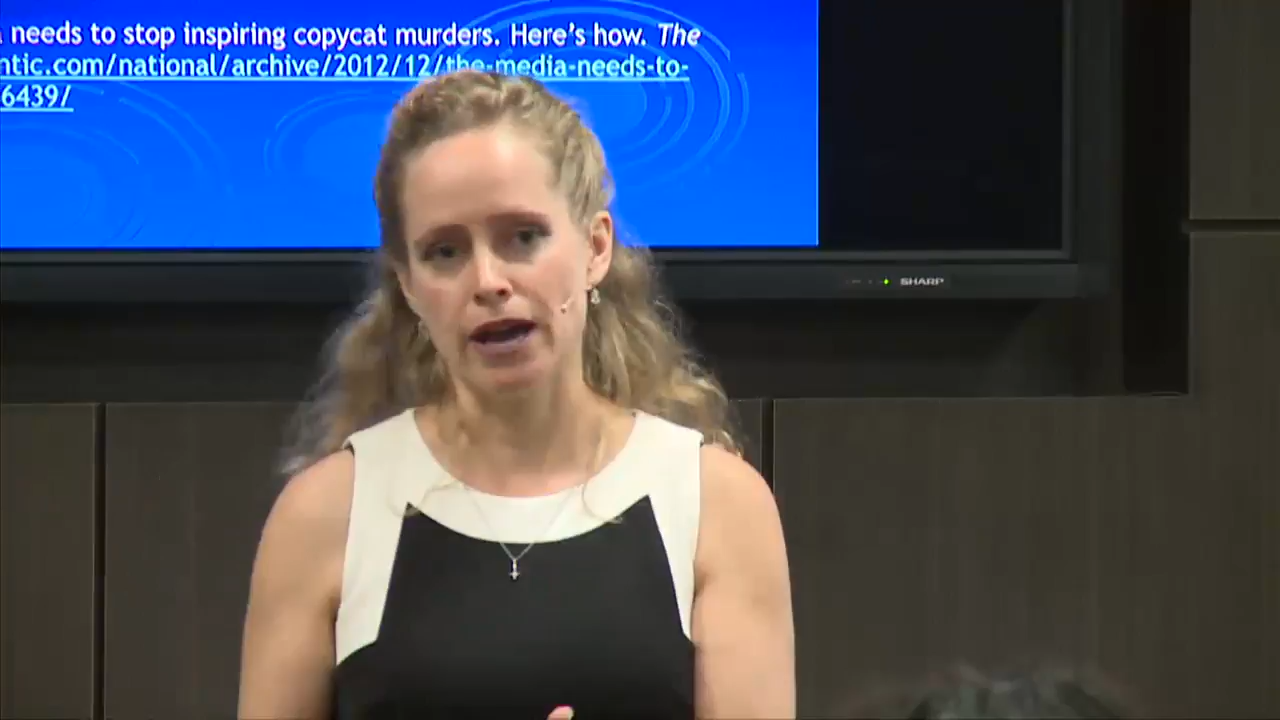 needs to stop inspiring copycat murders. Here's how. The
ntic.com/national/archive/2012/12/the-media-needs-to-
6439/
SHARP